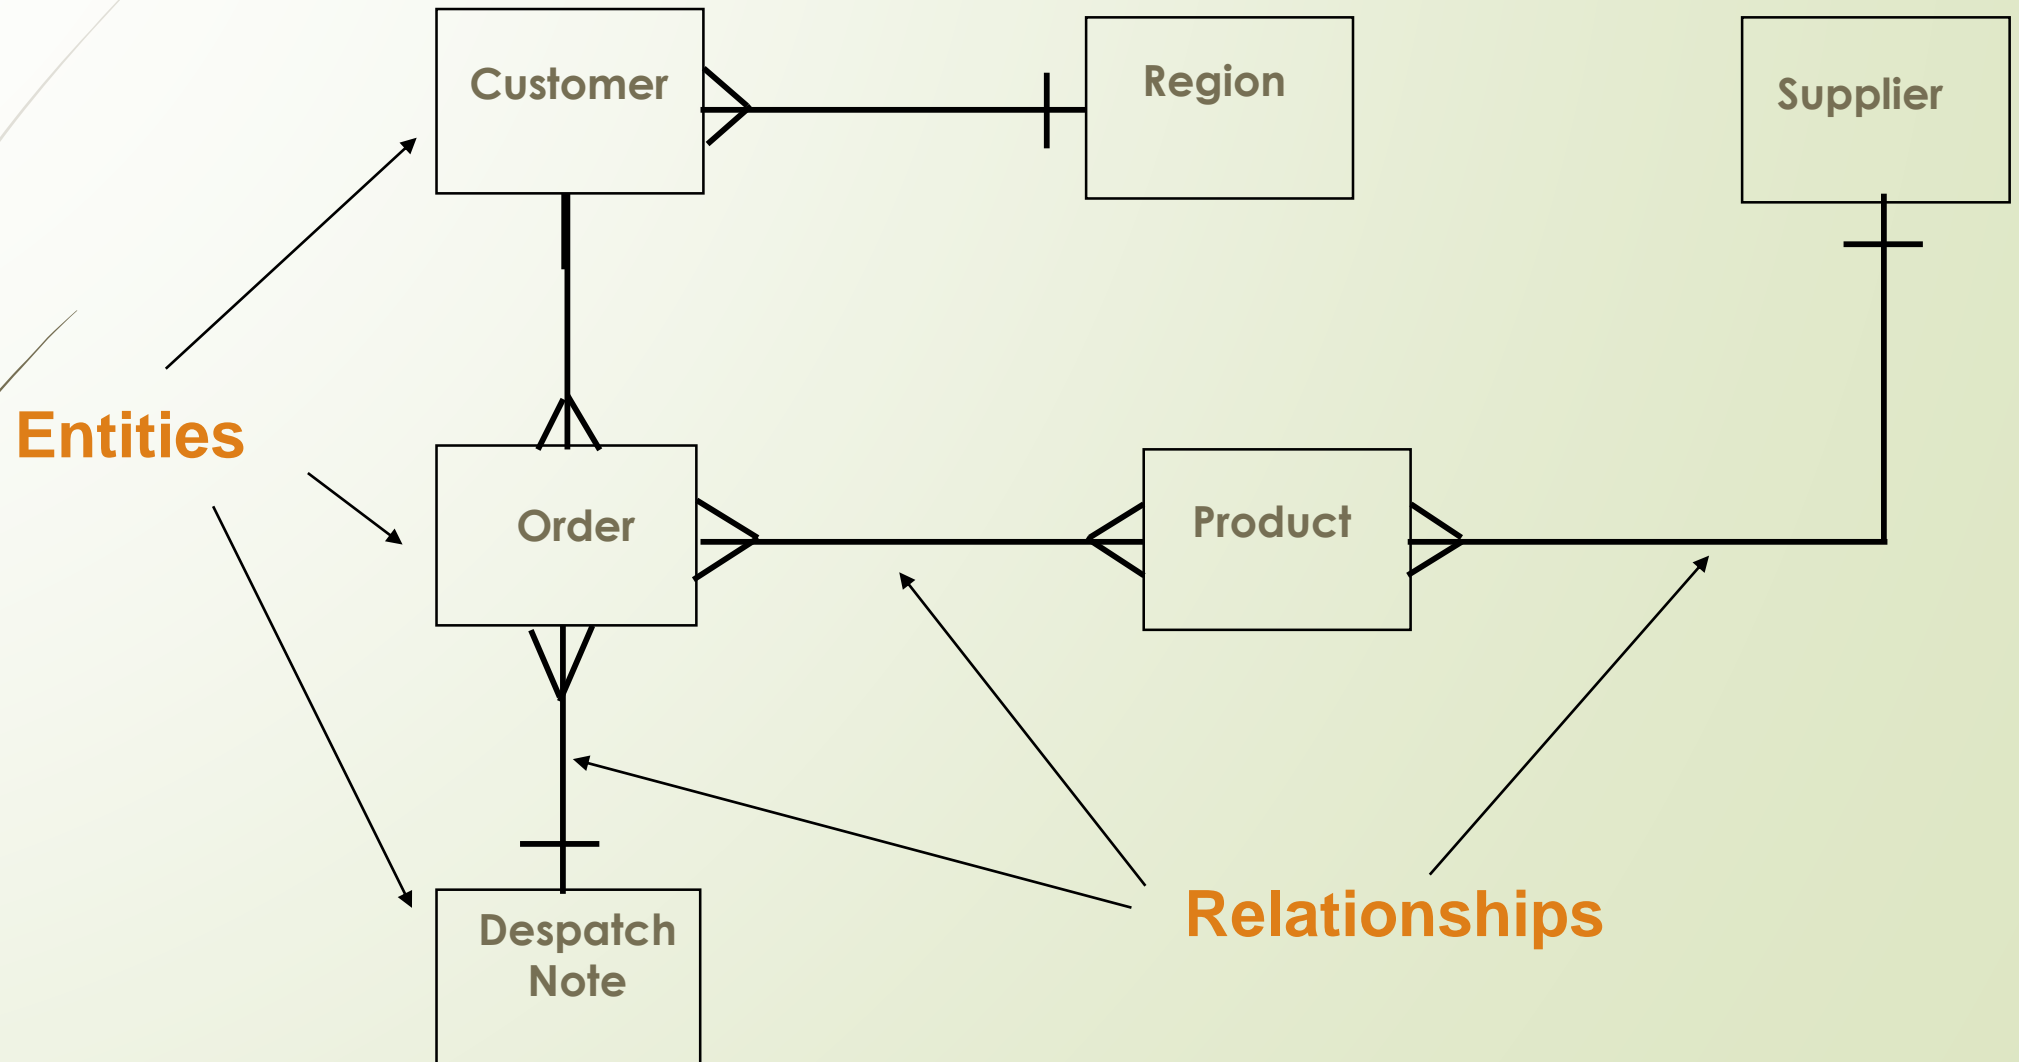 Customer
Region
Supplier
Entities
Order
Product
Relationships
Despatch
Note